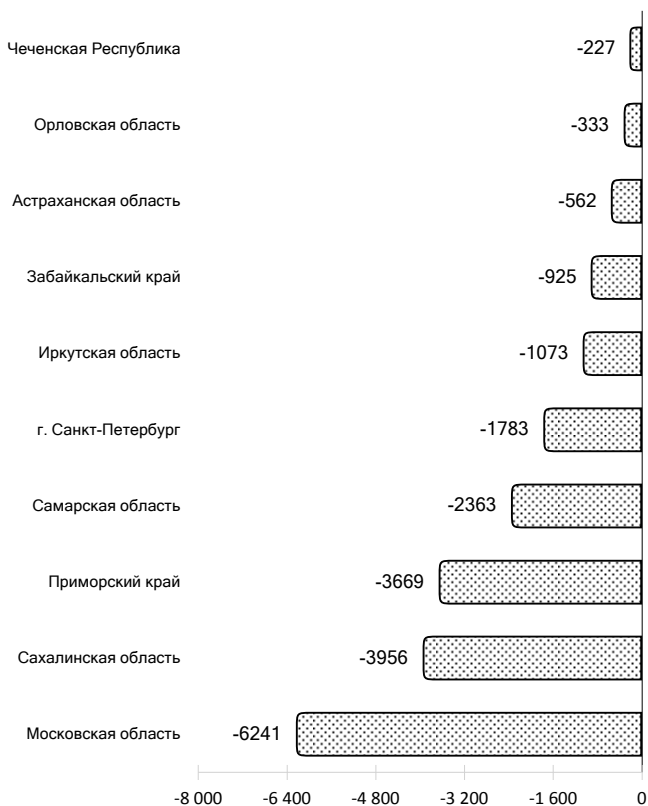 Чеченская Республика -227
Орловская область -333
Астраханская область -562
Забайкальский край -925
Иркутская область -1073
г. Санкт-Петербург -1783
Самарская область -2363
Приморский край -3669
Сахалинская область -3956
Московская область -6241
-8 000 -6 400 -4 800 -3 200 -1 600 0